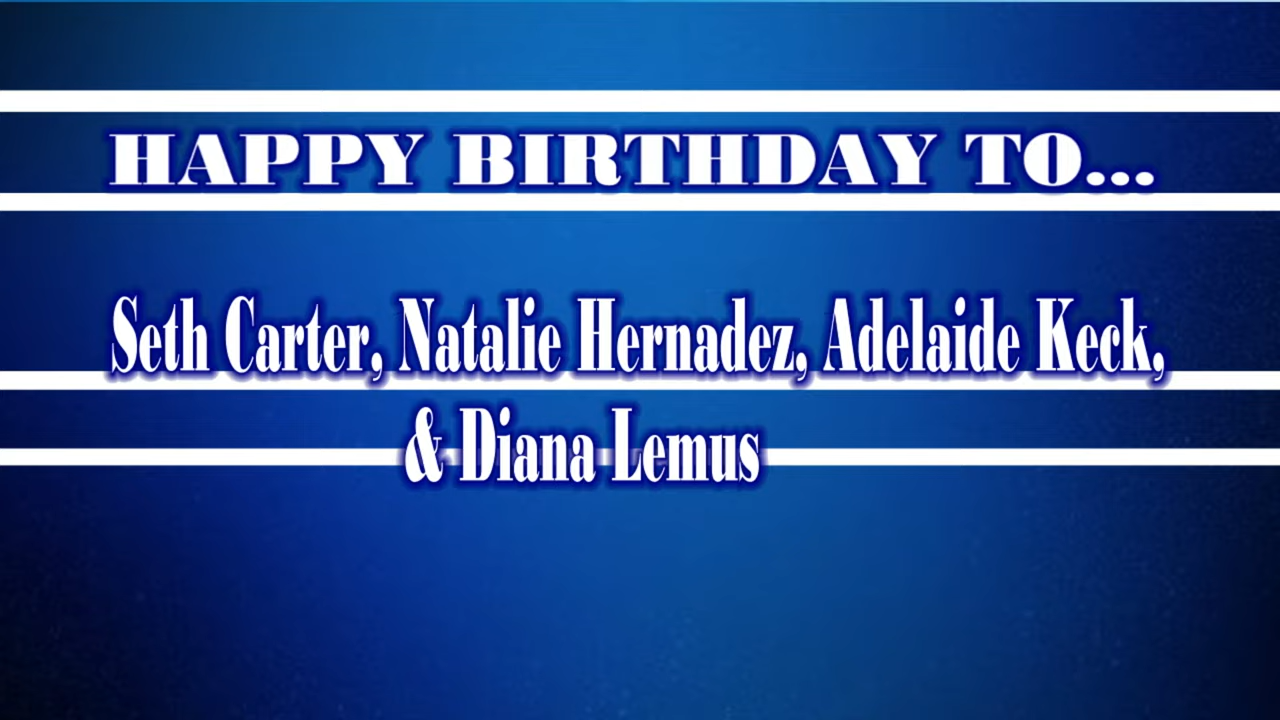 HAPPY BIRTHDAY TO...
Seth Carter, Natalie Hernadez, Adelaide Keck,
& Diana Lemus